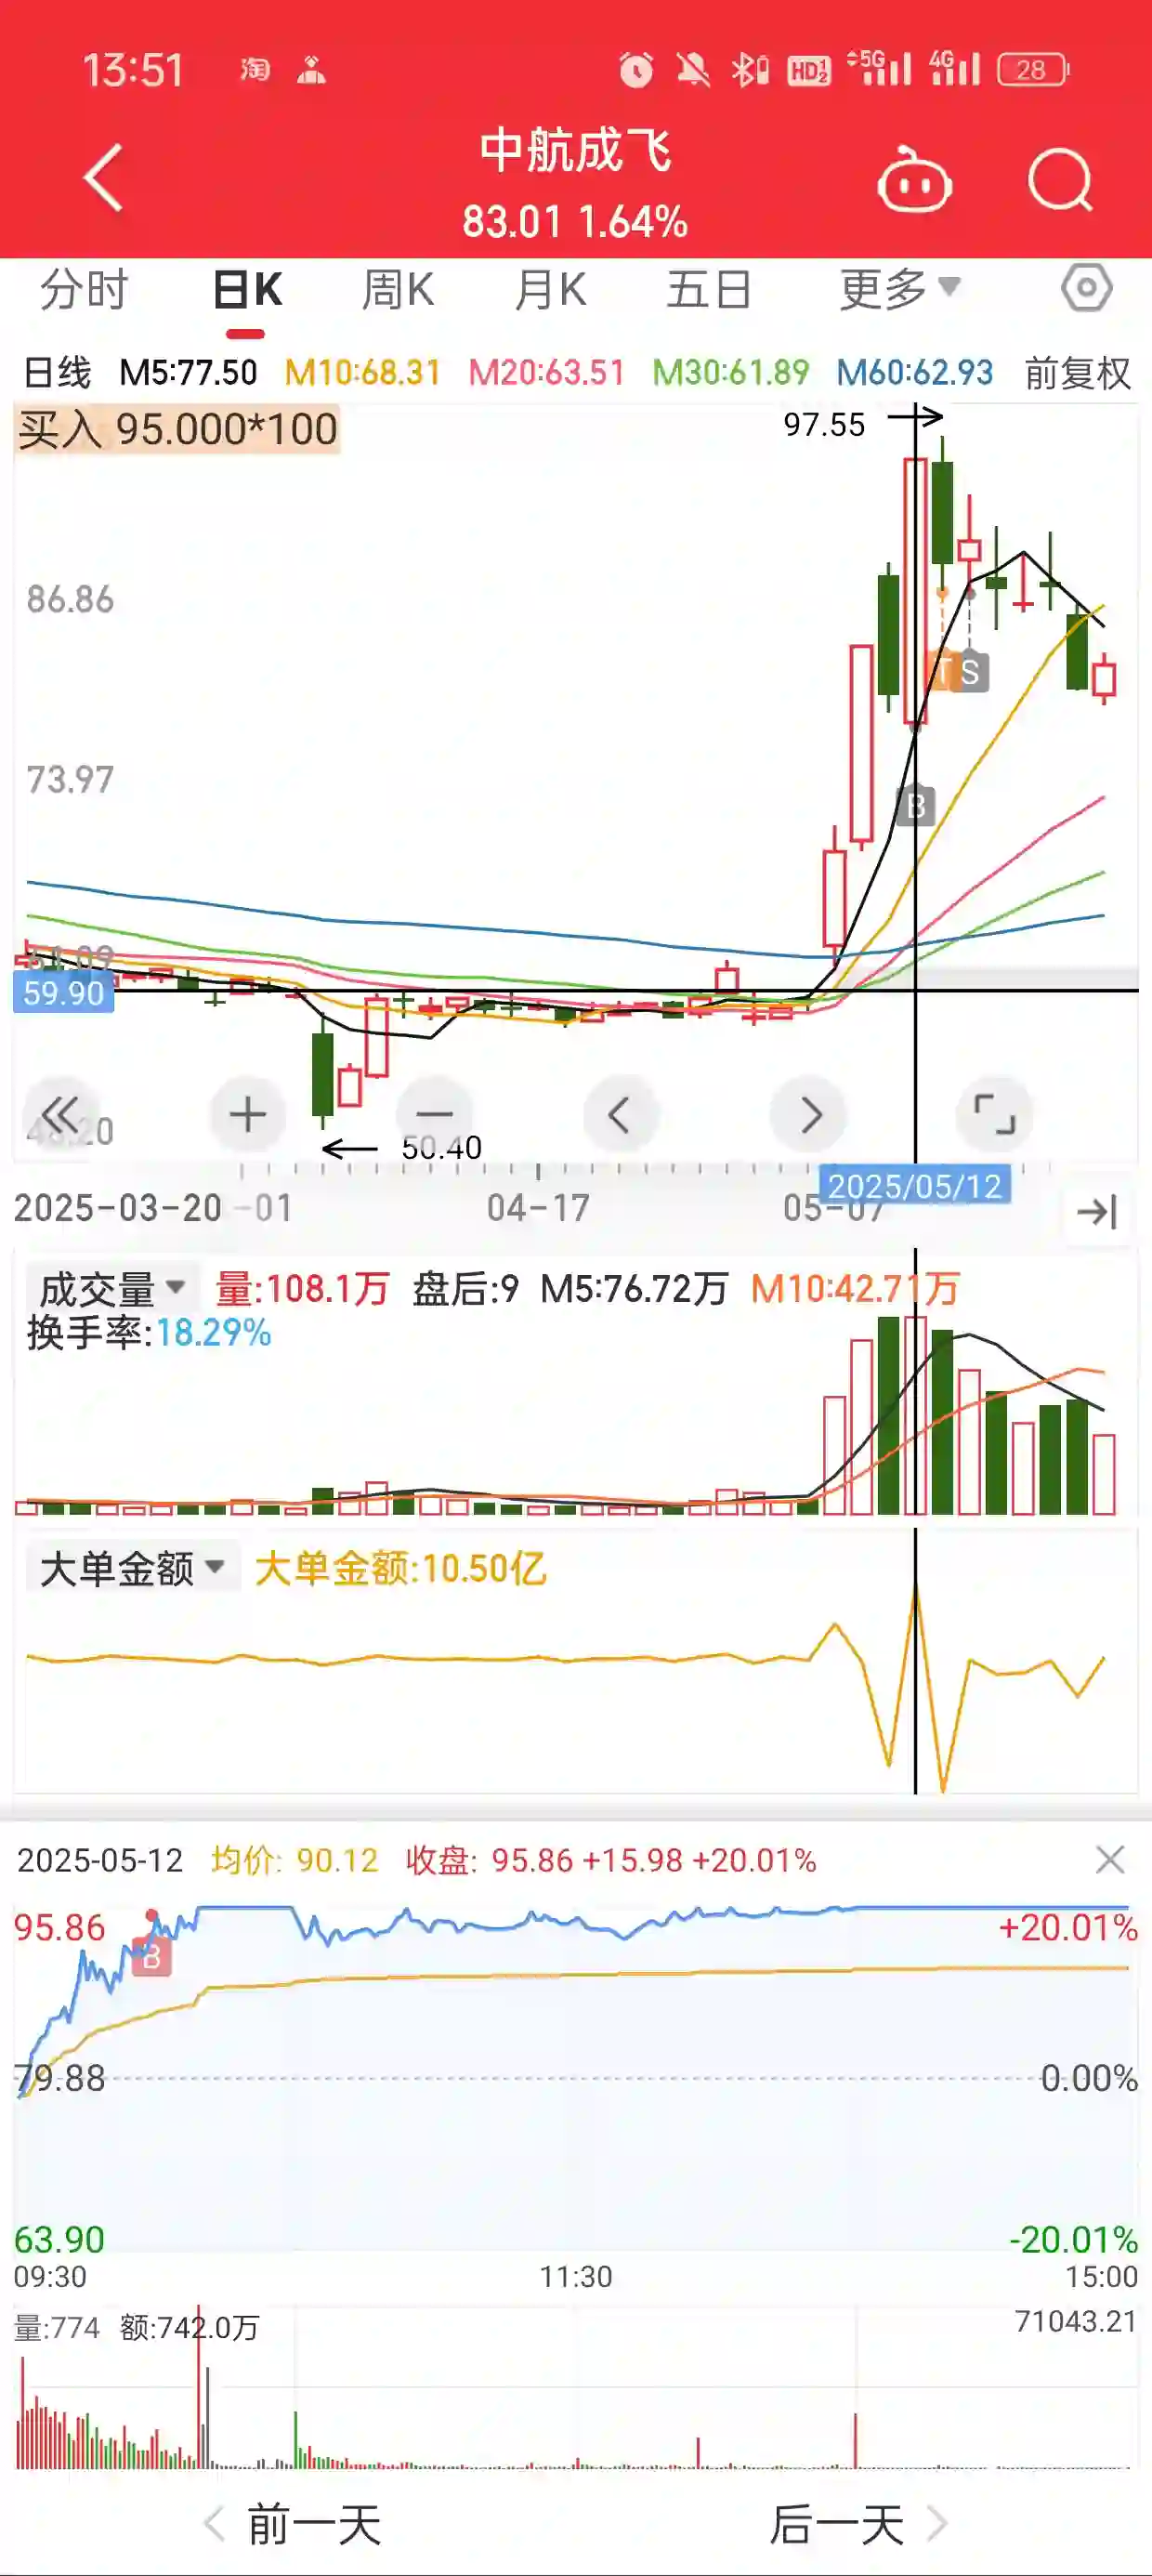 13:51 淘 HD 1 2 5G 4G 28
中航成飞
83.01 1.64%
分时 日K 周K 月K 五日 更多
日线 M5:77.50 M10:68.31 M20:63.51 M30:61.89 M60:62.93 前复权
买入 95.000*100
97.55
86.86
T S
73.97
B
59.90
50.40
2025-03-20 -01 04-17 05-07 2025/05/12
成交量 量:108.1万 盘后:9 M5:76.72万 M10:42.71万
换手率:18.29%
大单金额 大单金额:10.50亿
2025-05-12 均价: 90.12 收盘: 95.86 +15.98 +20.01%
95.86 +20.01%
B
79.88 0.00%
63.90 -20.01%
09:30 11:30 15:00
量:774 额:742.0万 71043.21
前一天 后一天